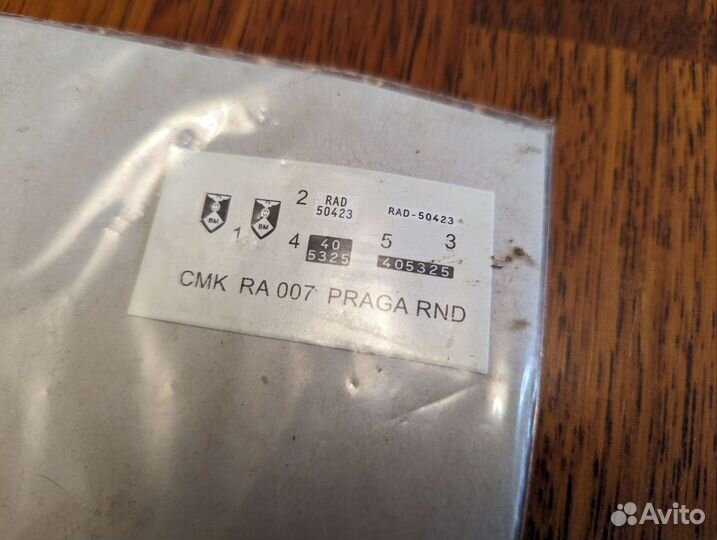 2 RAD RAD-50423
50423
BM 1 BM 4 40 5 3
5325 405325
CMK RA 007 PRAGA RND
Avito